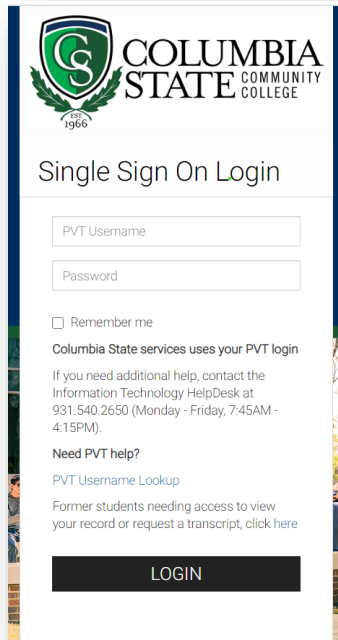 CS
COLUMBIA
STATE COMMUNITY
COLLEGE
EST.
1966
Single Sign On Login
PVT Username
Password
Remember me
Columbia State services uses your PVT login
If you need additional help, contact the
Information Technology HelpDesk at
931.540.2650 (Monday - Friday, 7:45AM -
4:15PM).
Need PVT help?
PVT Username Lookup
Former students needing access to view
your record or request a transcript, click here
LOGIN